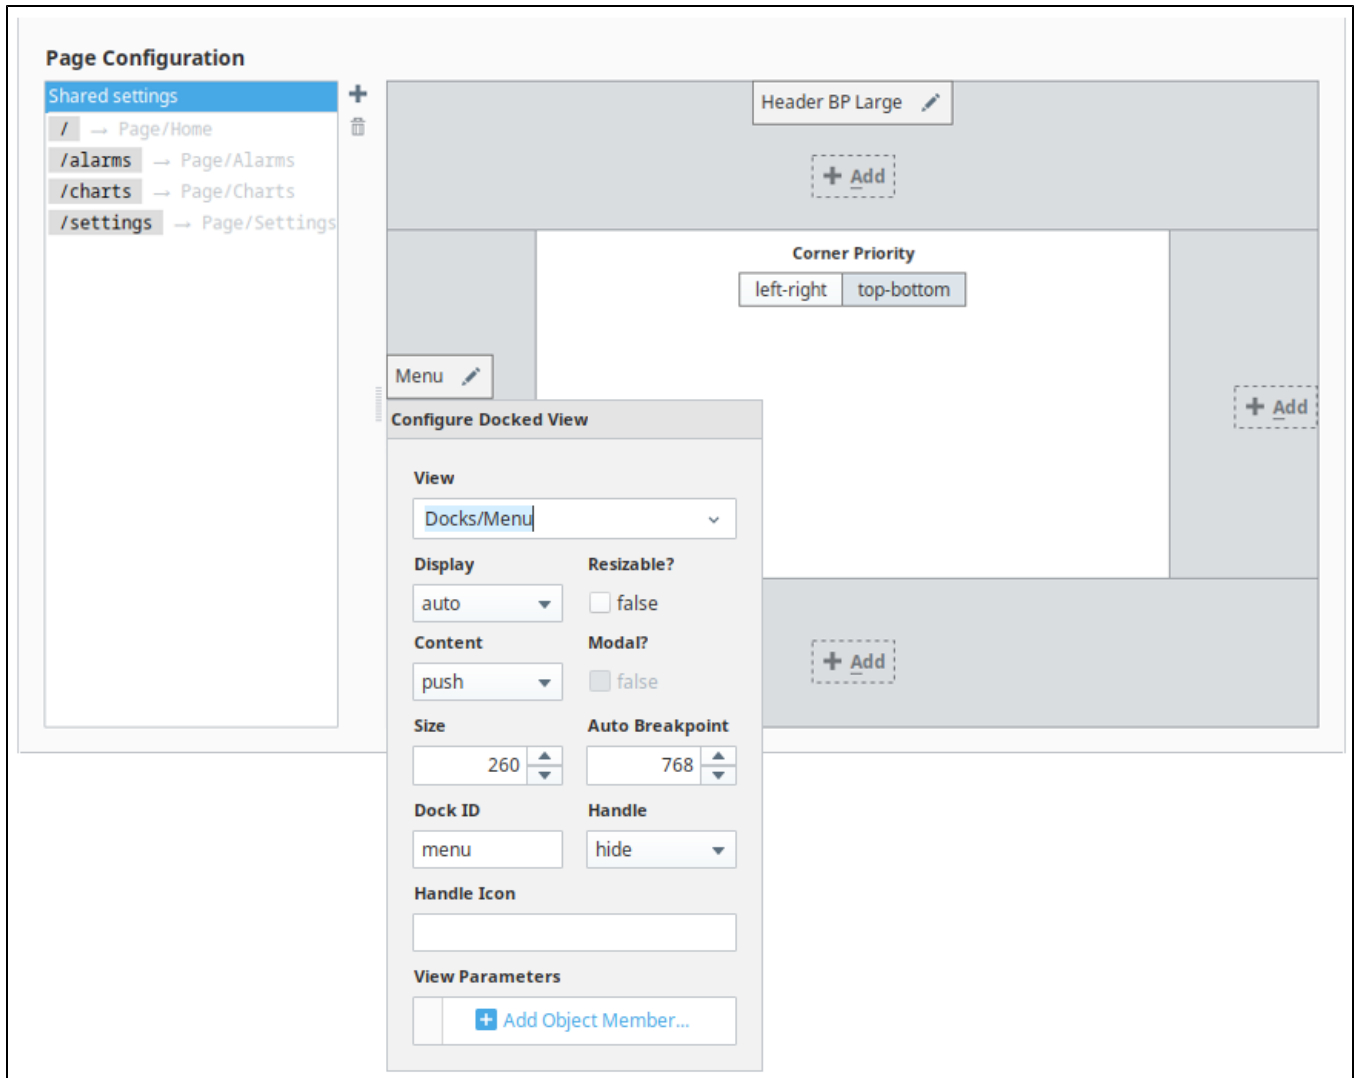 Page Configuration
Shared settings
/ → Page/Home
/alarms → Page/Alarms
/charts → Page/Charts
/settings → Page/Settings
Header BP Large
+ Add
Corner Priority
left-right top-bottom
Menu
+ Add
Configure Docked View
View
Docks/Menu
Display Resizable?
auto false
Content Modal?
push false
+ Add
Size Auto Breakpoint
260 768
Dock ID Handle
menu hide
Handle Icon
View Parameters
+ Add Object Member...